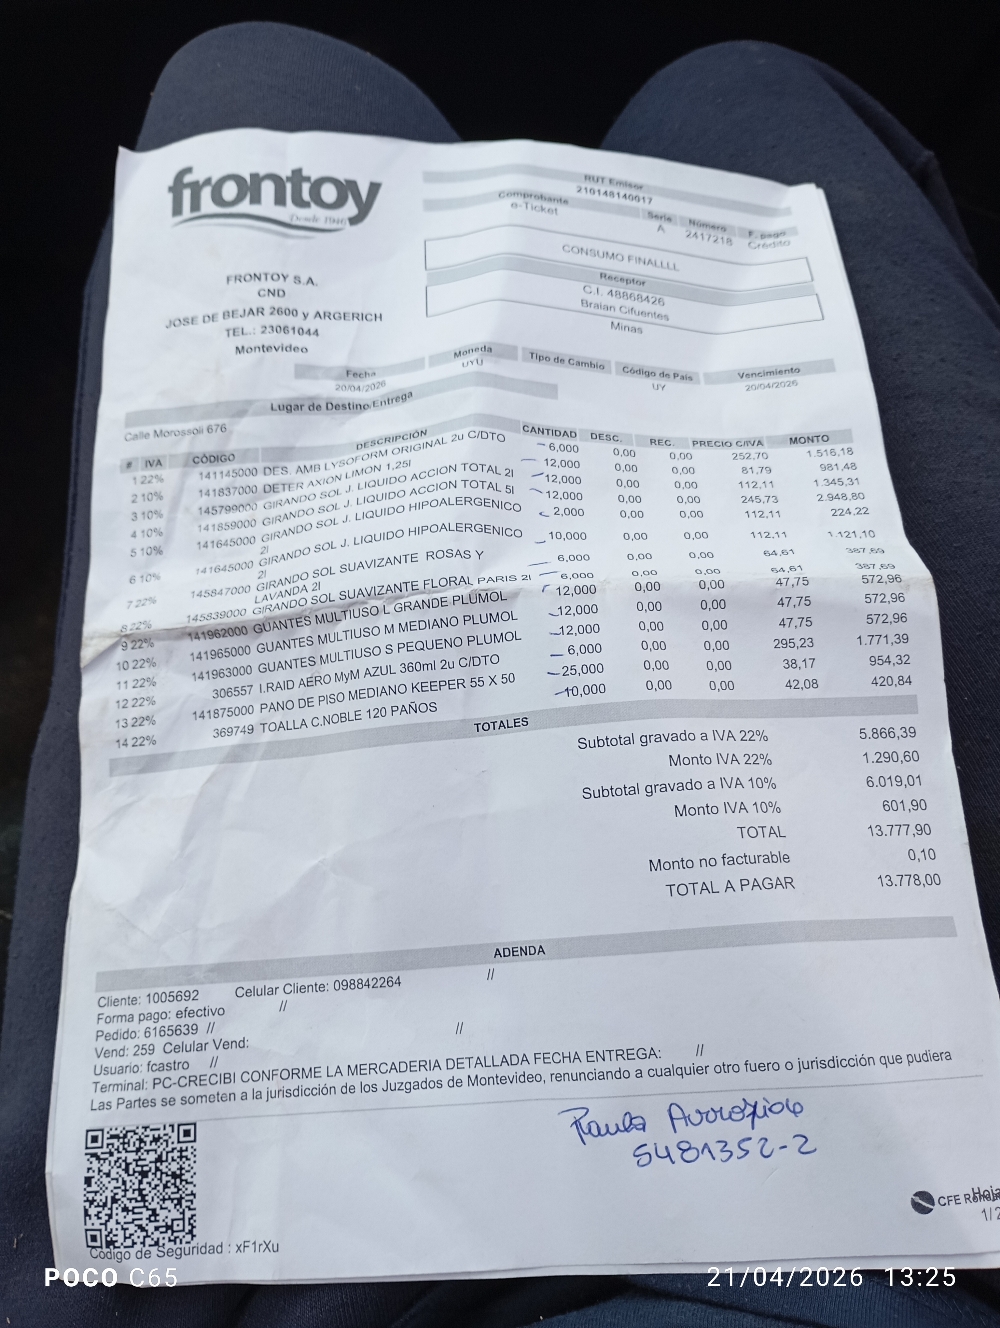 frontoy
Desde 1946
RUT Emisor
210148140017
Comprobante Serie Número F. pago
e-Ticket A 2417218 Crédito
CONSUMO FINALLLL
Receptor
C.I. 48868426
Braian Cifuentes
Minas
FRONTOY S.A.
CND
JOSE DE BEJAR 2600 y ARGERICH
TEL.: 23061044
Montevideo
Fecha Moneda Tipo de Cambio Código de Pais Vencimiento
20/04/2026 UYU UY 20/04/2026
Lugar de Destino/Entrega
Calle Morossoli 676
# IVA CÓDIGO DESCRIPCIÓN CANTIDAD DESC. REC. PRECIO C/IVA MONTO
1 22% 141145000 DES. AMB LYSOFORM ORIGINAL 2u C/DTO 6,000 0,00 0,00 252,70 1.516,18
2 10% 141837000 DETER AXION LIMON 1,25l 12,000 0,00 0,00 81,79 981,48
3 10% 145799000 GIRANDO SOL J. LIQUIDO ACCION TOTAL 2l 12,000 0,00 0,00 112,11 1.345,31
4 10% 141859000 GIRANDO SOL J. LIQUIDO ACCION TOTAL 5l 12,000 0,00 0,00 245,73 2.948,80
5 10% 141645000 GIRANDO SOL J. LIQUIDO HIPOALERGENICO 2,000 0,00 0,00 112,11 224,22
2l
6 10% 141645000 GIRANDO SOL J. LIQUIDO HIPOALERGENICO 10,000 0,00 0,00 112,11 1.121,10
2l
7 22% 145847000 GIRANDO SOL SUAVIZANTE ROSAS Y 6,000 0,00 0,00 64,61 387,69
LAVANDA 2l
8 22% 145839000 GIRANDO SOL SUAVIZANTE FLORAL PARIS 2l 6,000 0,00 0,00 64,61 387,69
9 22% 141962000 GUANTES MULTIUSO L GRANDE PLUMOL 12,000 0,00 0,00 47,75 572,96
10 22% 141965000 GUANTES MULTIUSO M MEDIANO PLUMOL 12,000 0,00 0,00 47,75 572,96
11 22% 141963000 GUANTES MULTIUSO S PEQUENO PLUMOL 12,000 0,00 0,00 47,75 572,96
12 22% 306557 I.RAID AERO MyM AZUL 360ml 2u C/DTO 6,000 0,00 0,00 295,23 1.771,39
13 22% 141875000 PANO DE PISO MEDIANO KEEPER 55 X 50 25,000 0,00 0,00 38,17 954,32
14 22% 369749 TOALLA C.NOBLE 120 PAÑOS 10,000 0,00 0,00 42,08 420,84
TOTALES
Subtotal gravado a IVA 22% 5.866,39
Monto IVA 22% 1.290,60
Subtotal gravado a IVA 10% 6.019,01
Monto IVA 10% 601,90
TOTAL 13.777,90
Monto no facturable 0,10
TOTAL A PAGAR 13.778,00
ADENDA
Cliente: 1005692 Celular Cliente: 098842264 //
Forma pago: efectivo //
Pedido: 6165639 //
Vend: 259 Celular Vend: //
Usuario: fcastro //
Terminal: PC-CRECIBI CONFORME LA MERCADERIA DETALLADA FECHA ENTREGA: //
Las Partes se someten a la jurisdicción de los Juzgados de Montevideo, renunciando a cualquier otro fuero o jurisdicción que pudiera
Paula
5481352-2
Código de Seguridad : xF1rXu
CFE
Hoja
1/2
POCO C65 21/04/2026 13:25